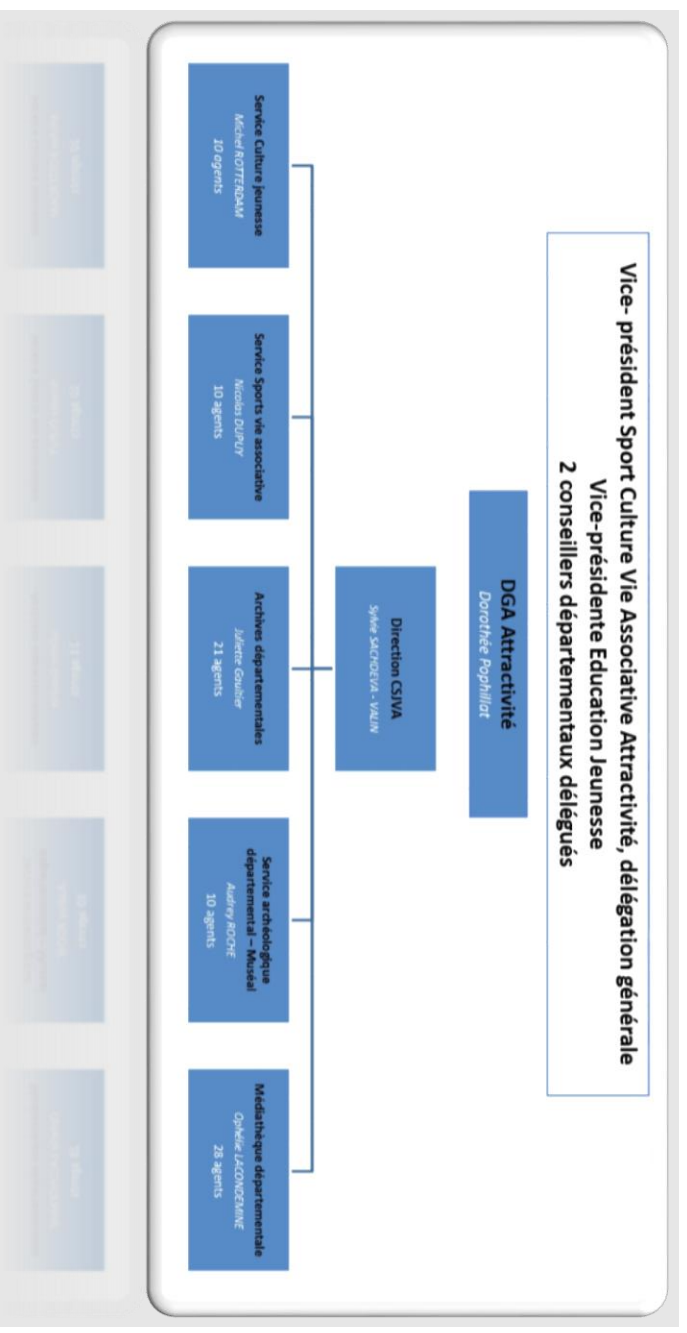 Vice- président Sport Culture Vie Associative Attractivité, délégation générale
Vice-présidente Education Jeunesse
2 conseillers départementaux délégués
DGA Attractivité
Dorothée Pophillat
Direction CSJVA
Sylvie SACHDEVA - VALIN
Service Culture jeunesse
Michel ROTTERDAM
10 agents
Service Sports vie associative
Nicolas DUPUY
10 agents
Archives départementales
Juliette Gaultier
21 agents
Service archéologique
départemental – Muséal
Audrey ROCHE
10 agents
Médiathèque départementale
Ophélie LACONDEMINE
28 agents